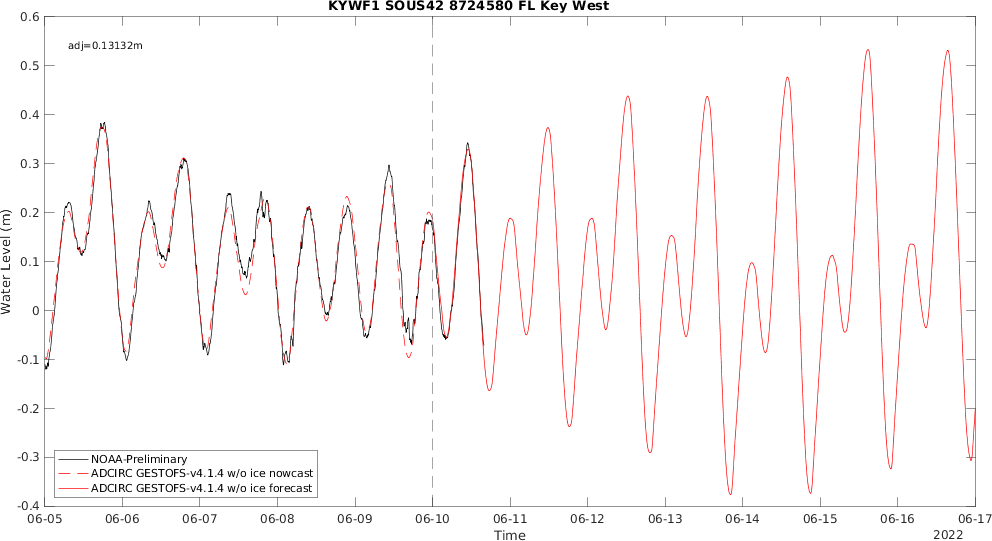 KYWF1 SOUS42 8724580 FL Key West
adj=0.13132m
0.6
0.5
0.4
0.3
0.2
0.1
0
-0.1
-0.2
-0.3
-0.4
Water Level (m)
NOAA-Preliminary
ADCIRC GESTOFS-v4.1.4 w/o ice nowcast
ADCIRC GESTOFS-v4.1.4 w/o ice forecast
06-05 06-06 06-07 06-08 06-09 06-10 06-11 06-12 06-13 06-14 06-15 06-16 06-17
Time
2022